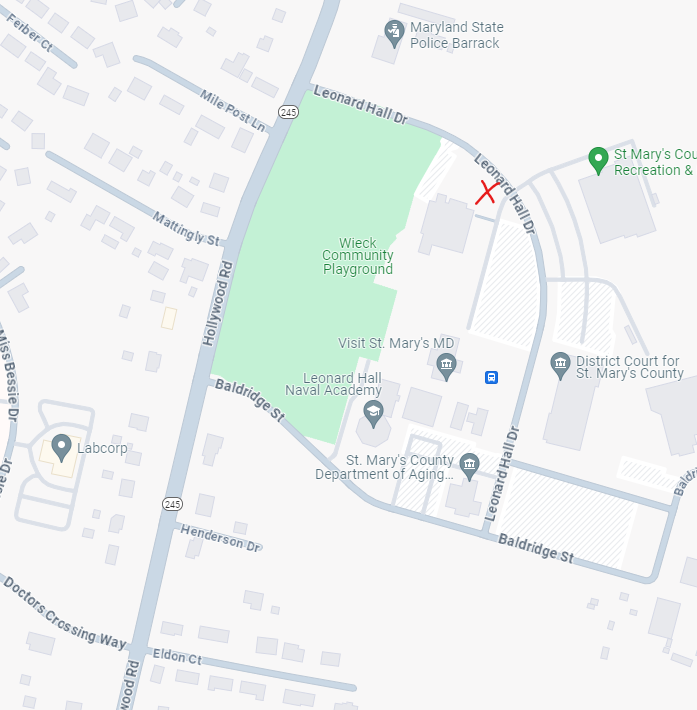 Ferber Ct
Maryland State
Police Barrack
Mile Post Ln
245
Leonard Hall Dr
Leonard Hall Dr
St Mary's Cou
Recreation &
Mattingly St
Wieck
Community
Playground
Hollywood Rd
Miss Bessie Dr
Visit St. Mary's MD
Leonard Hall
Naval Academy
District Court for
St. Mary's County
Baldridge St
Labcorp
St. Mary's County
Department of Aging...
Leonard Hall Dr
Baldri
sie Dr
245
Henderson Dr
Baldridge St
Doctors Crossing Way
Eldon Ct
wood Rd